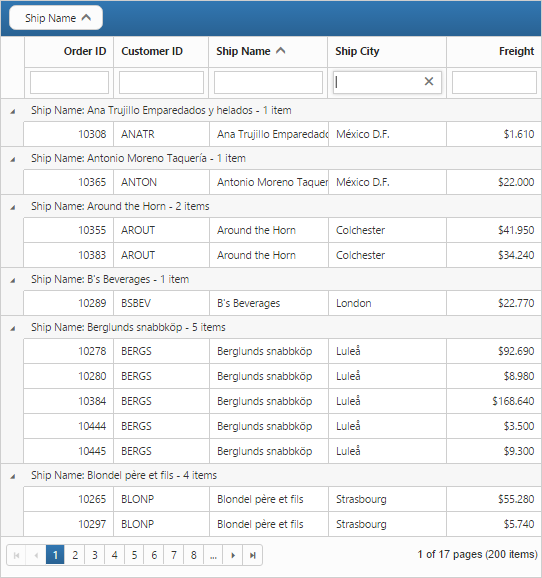 Ship Name
Order ID Customer ID Ship Name Ship City Freight
Ship Name: Ana Trujillo Emparedados y helados - 1 item
10308 ANATR Ana Trujillo Emparedado México D.F. $1.610
Ship Name: Antonio Moreno Taquería - 1 item
10365 ANTON Antonio Moreno Taquer México D.F. $22.000
Ship Name: Around the Horn - 2 items
10355 AROUT Around the Horn Colchester $41.950
10383 AROUT Around the Horn Colchester $34.240
Ship Name: B's Beverages - 1 item
10289 BSBEV B's Beverages London $22.770
Ship Name: Berglunds snabbköp - 5 items
10278 BERGS Berglunds snabbköp Luleå $92.690
10280 BERGS Berglunds snabbköp Luleå $8.980
10384 BERGS Berglunds snabbköp Luleå $168.640
10444 BERGS Berglunds snabbköp Luleå $3.500
10445 BERGS Berglunds snabbköp Luleå $9.300
Ship Name: Blondel père et fils - 4 items
10265 BLONP Blondel père et fils Strasbourg $55.280
10297 BLONP Blondel père et fils Strasbourg $5.740
1 2 3 4 5 6 7 8 ... 1 of 17 pages (200 items)